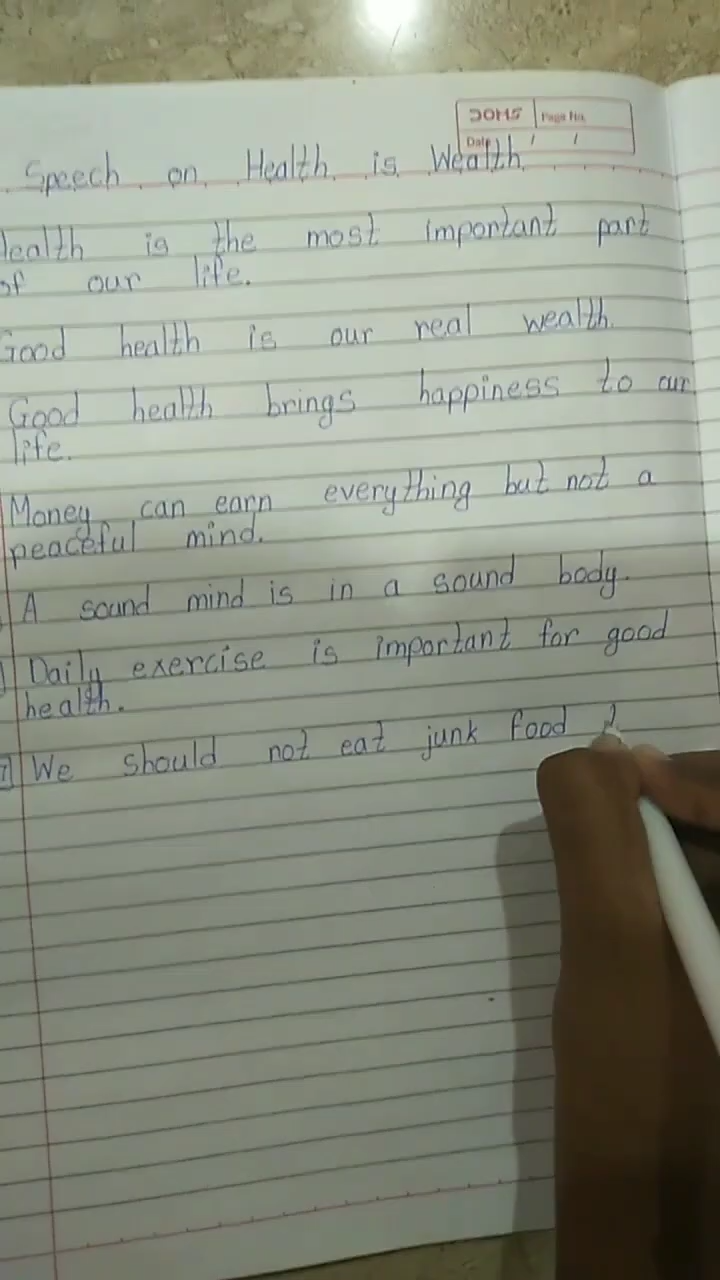 DOMS
Page No.
Date / /
Speech on Health is Wealth
Health is the most important part
of our life.
Good health is our real wealth.
Good health brings happiness to our
life.
Money can earn everything but not a
peaceful mind.
A sound mind is in a sound body.
Daily exercise is important for good
health.
7 We should not eat junk food